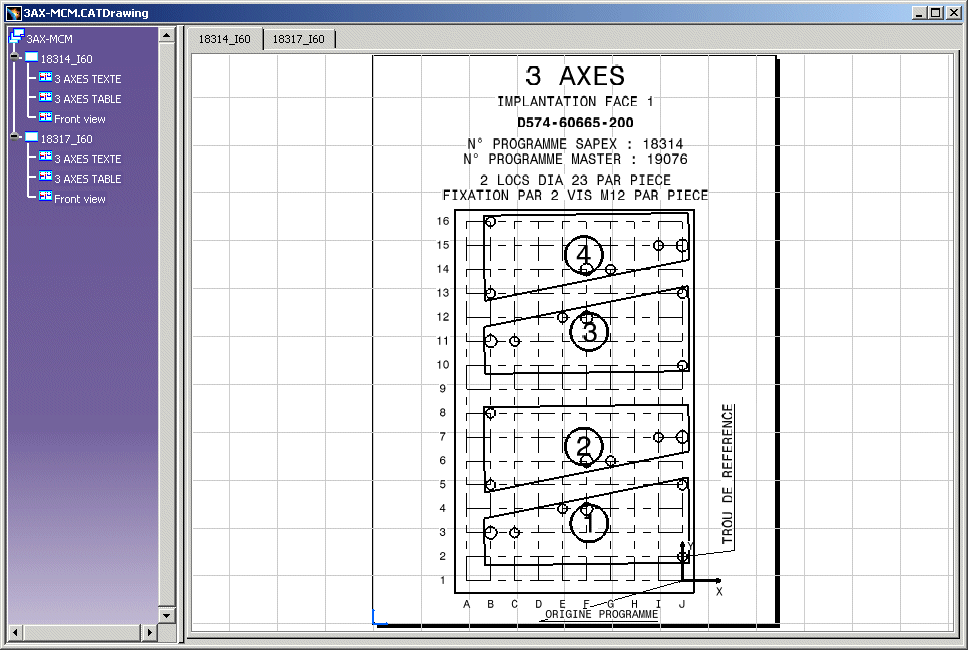 3AX-MCM.CATDrawing
3AX-MCM
18314_I60
3 AXES TEXTE
3 AXES TABLE
Front view
18317_I60
3 AXES TEXTE
3 AXES TABLE
Front view
18314_I60 18317_I60
3 AXES
IMPLANTATION FACE 1
D574-60665-200
N° PROGRAMME SAPEX : 18314
N° PROGRAMME MASTER : 19076
2 LOCS DIA 23 PAR PIECE
FIXATION PAR 2 VIS M12 PAR PIECE
16
15
4
14
13
12
3
11
10
9
8
7
2
6
5
4
1
3
2
1
TROU DE REFERENCE
Y
X
A B C D E F G H I J
ORIGINE PROGRAMME